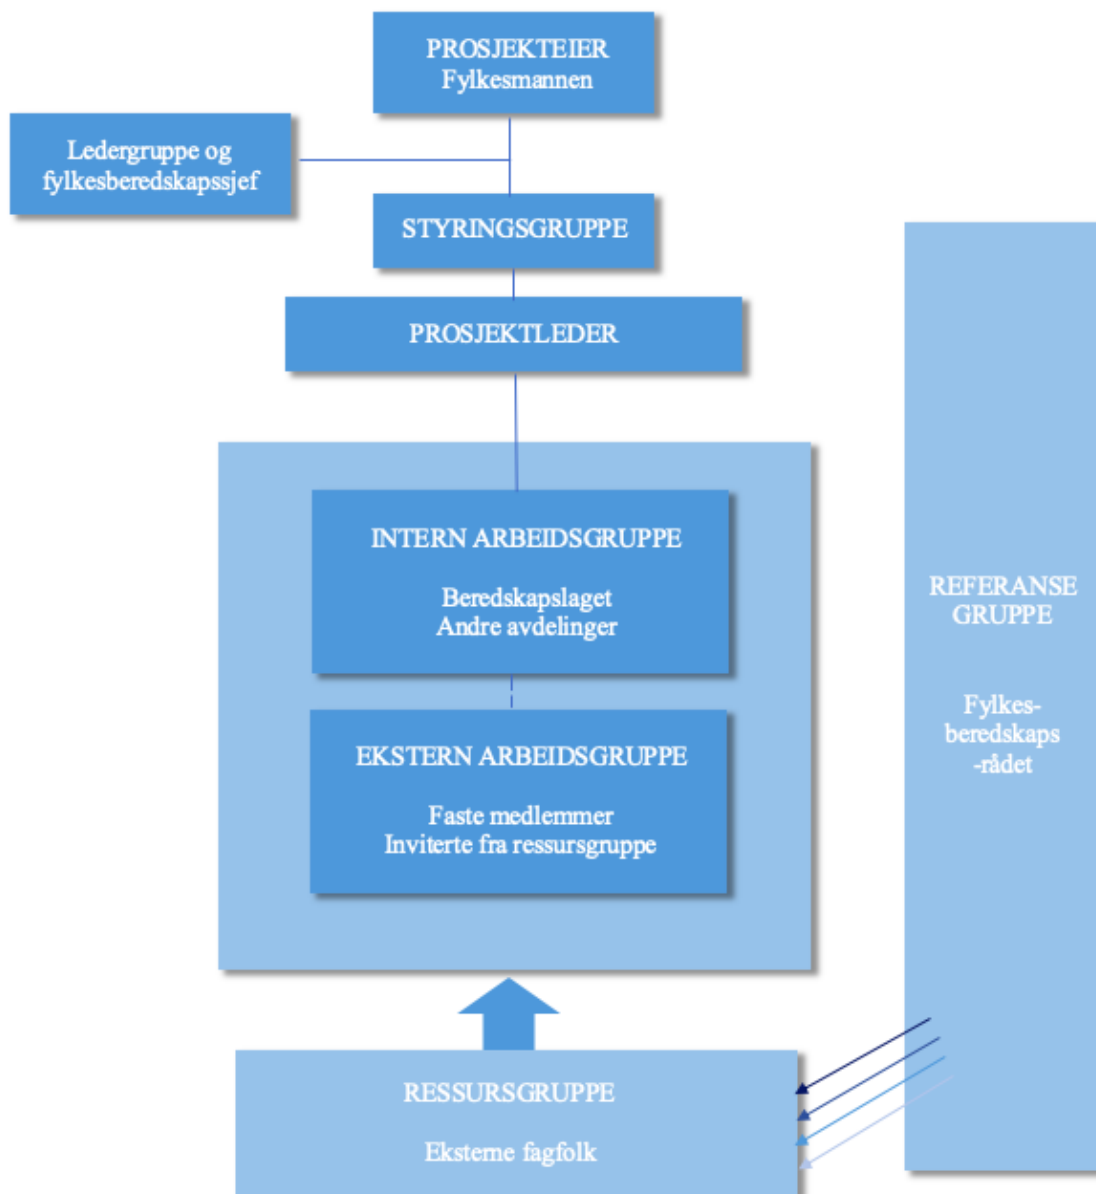 PROSJEKTEIER
Fylkesmannen
Ledergruppe og
fylkesberedskapssjef
STYRINGSGRUPPE
PROSJEKTLEDER
INTERN ARBEIDSGRUPPE
Beredskapslaget
Andre avdelinger
EKSTERN ARBEIDSGRUPPE
Faste medlemmer
Inviterte fra ressursgruppe
REFERANSE
GRUPPE
Fylkes-
beredskaps
-rådet
RESSURSGRUPPE
Eksterne fagfolk